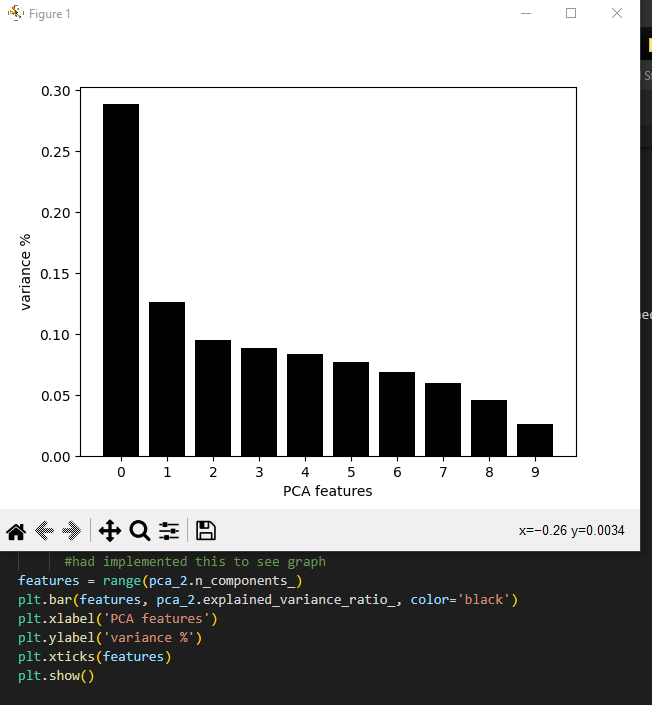 Figure 1
0.30
0.25
0.20
0.15
0.10
0.05
0.00
variance %
0 1 2 3 4 5 6 7 8 9
PCA features
x=−0.26 y=0.0034
#had implemented this to see graph
features = range(pca_2.n_components_)
plt.bar(features, pca_2.explained_variance_ratio_, color='black')
plt.xlabel('PCA features')
plt.ylabel('variance %')
plt.xticks(features)
plt.show()